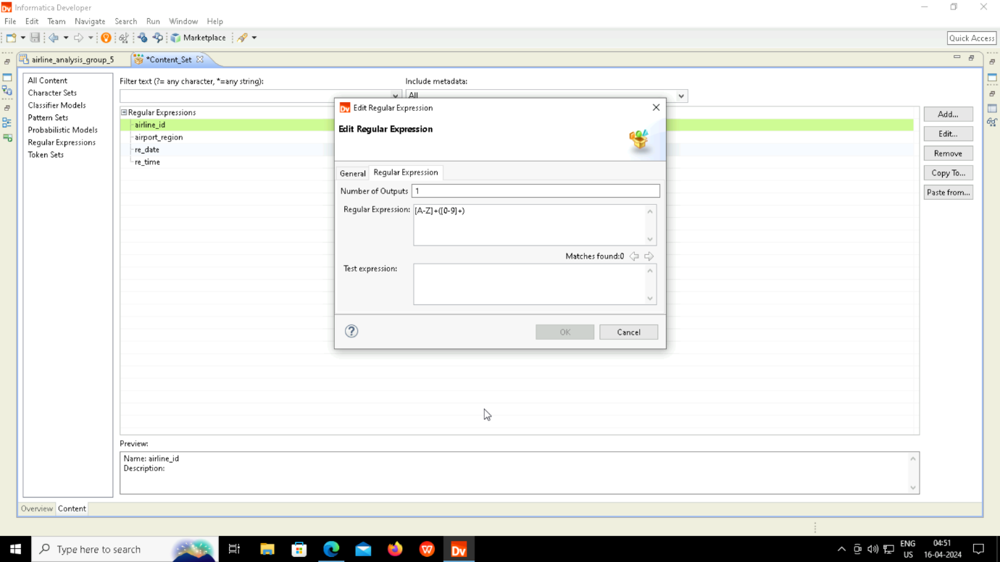 Informatica Developer
File Edit Team Navigate Search Run Window Help
Marketplace
Quick Access
airline_analysis_group_5
*Content_Set
All Content
Character Sets
Classifier Models
Pattern Sets
Probabilistic Models
Regular Expressions
Token Sets
Filter text (?= any character, *=any string):
Include metadata:
All
Regular Expressions
airline_id
airport_region
re_date
re_time
Add...
Edit...
Remove
Copy To...
Paste from...
Dv Edit Regular Expression
Edit Regular Expression
General Regular Expression
Number of Outputs 1
Regular Expression: [A-Z]+([0-9]+)
Matches found:0
Test expression:
?
OK Cancel
Preview:
Name: airline_id
Description:
Overview Content
Type here to search
W
Dv
ENG
US
04:51
16-04-2024